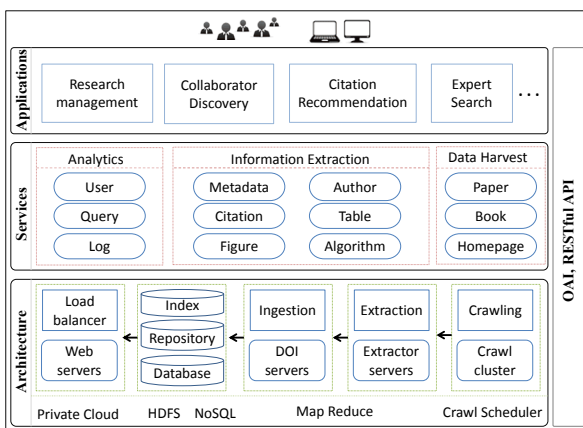 Applications
Research
management
Collaborator
Discovery
Citation
Recommendation
Expert
Search
...
Services
Analytics
User
Query
Log
Information Extraction
Metadata
Author
Citation
Table
Figure
Algorithm
Data Harvest
Paper
Book
Homepage
Architecture
Load
balancer
Web
servers
Index
Repository
Database
Ingestion
DOI
servers
Extraction
Extractor
servers
Crawling
Crawl
cluster
Private Cloud
HDFS
NoSQL
Map Reduce
Crawl Scheduler
OAI, RESTful API